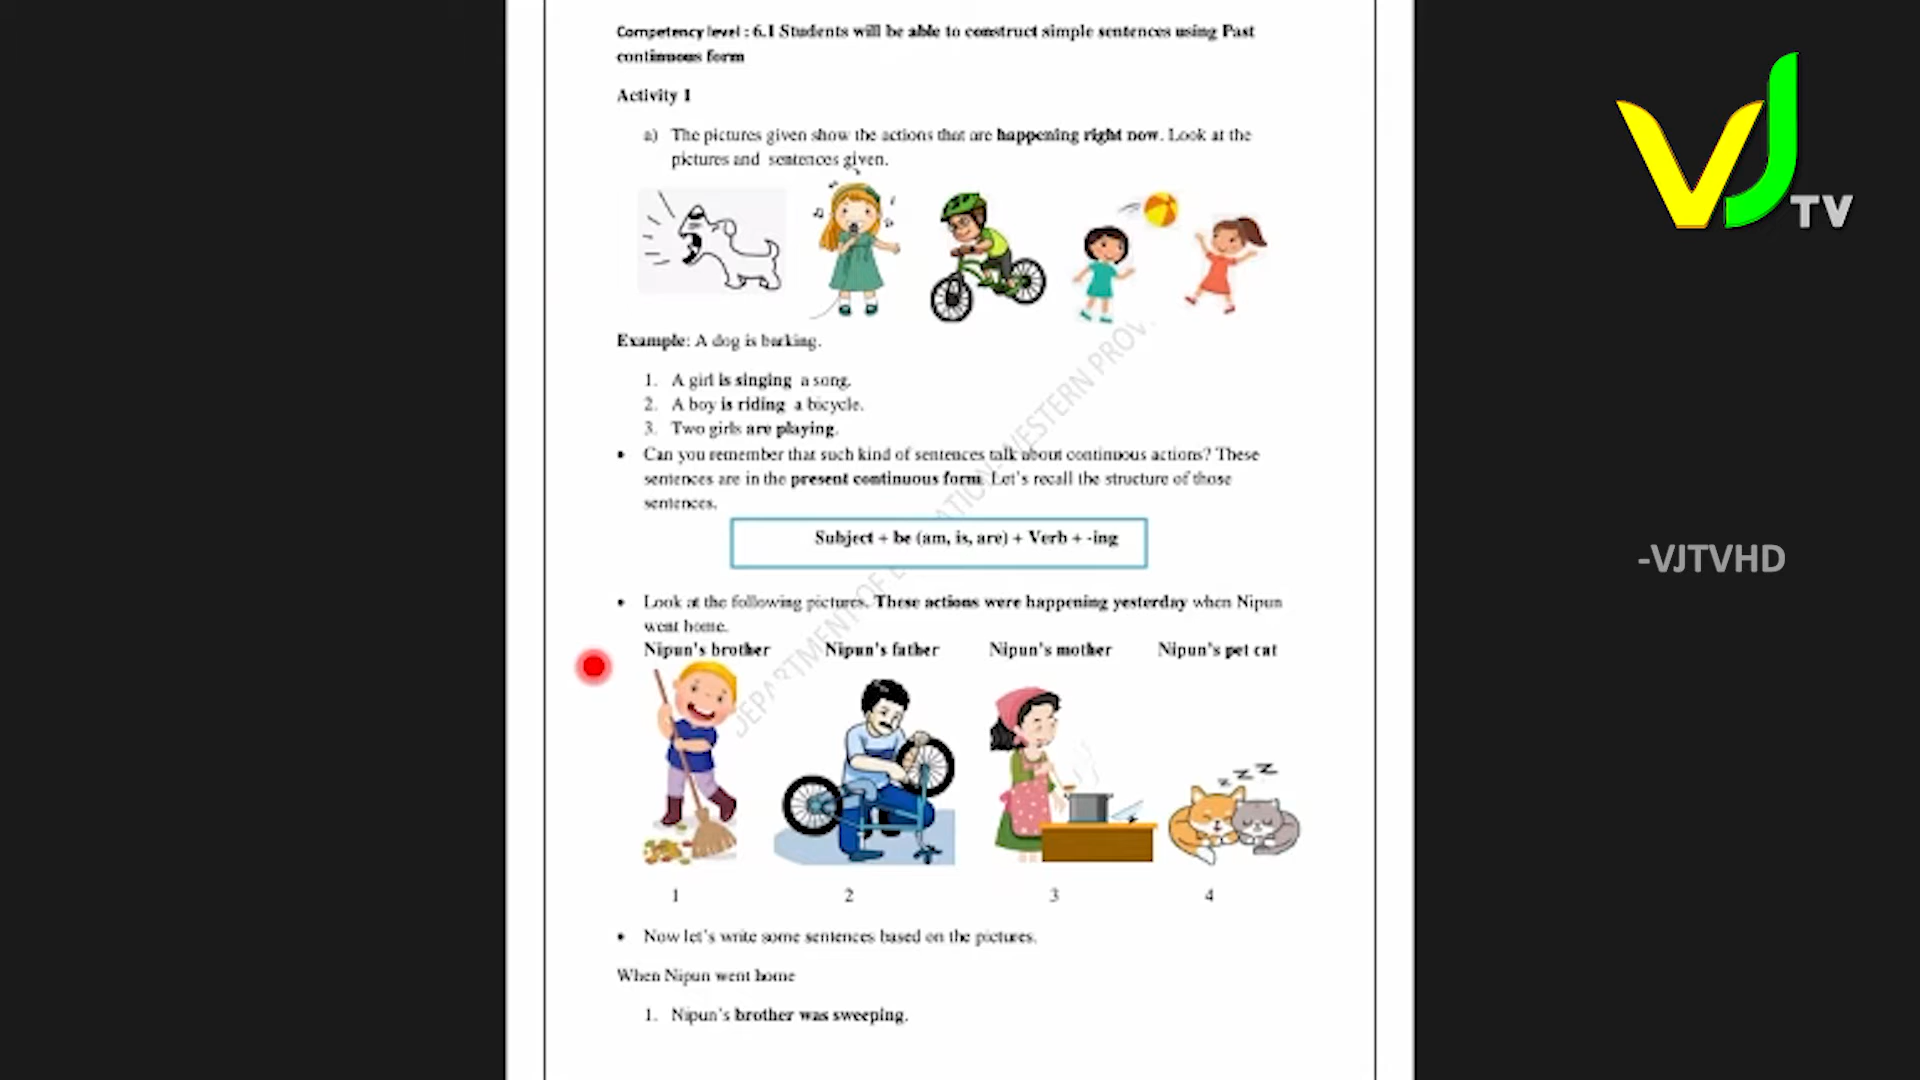 Competency level : 6.1 Students will be able to construct simple sentences using Past
continuous form
Activity 1
a) The pictures given show the actions that are happening right now. Look at the
pictures and sentences given.
Example: A dog is barking.
1. A girl is singing a song.
2. A boy is riding a bicycle.
3. Two girls are playing.
• Can you remember that such kind of sentences talk about continuous actions? These
sentences are in the present continuous form. Let's recall the structure of those
sentences.
Subject + be (am, is, are) + Verb + -ing
• Look at the following pictures. These actions were happening yesterday when Nipun
went home.
Nipun's brother Nipun's father Nipun's mother Nipun's pet cat
z z z
1 2 3 4
• Now let's write some sentences based on the pictures.
When Nipun went home
1. Nipun's brother was sweeping.
VJ TV
-VJTVHD